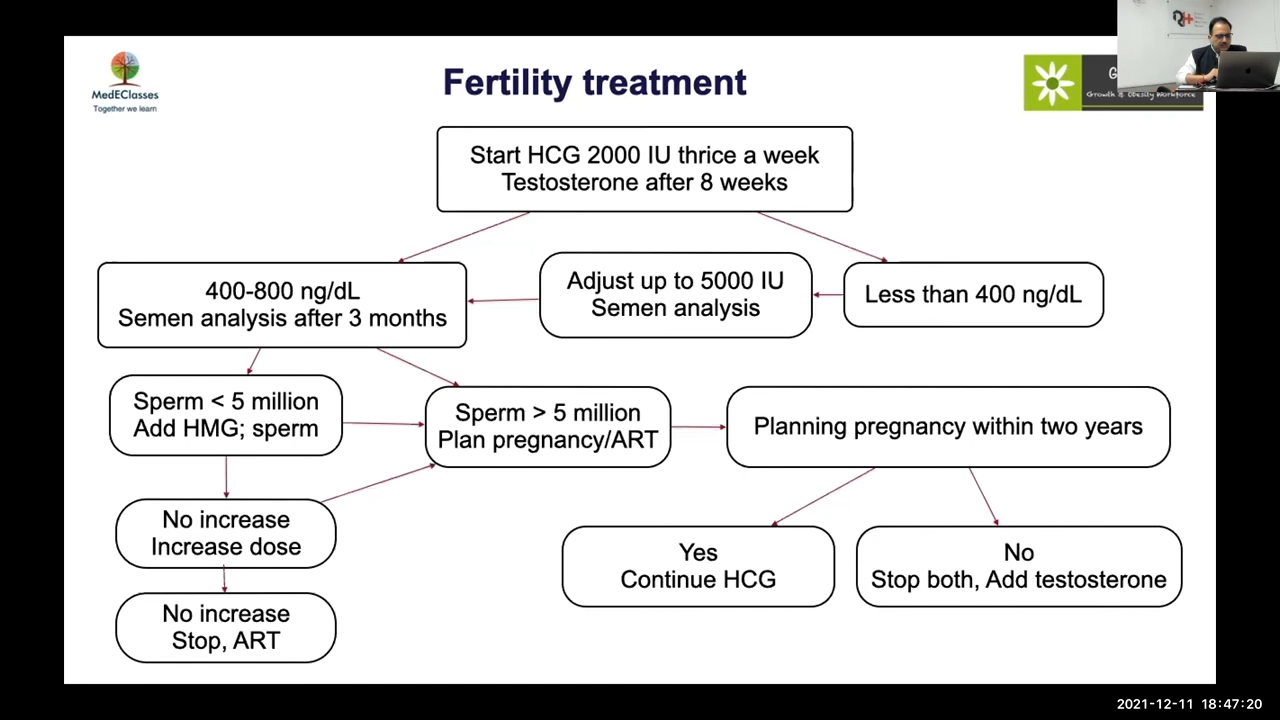 MedEClasses
Together we learn
Fertility treatment
G
Growth & Obesity Workforce
Start HCG 2000 IU thrice a week
Testosterone after 8 weeks
400-800 ng/dL
Semen analysis after 3 months
Adjust up to 5000 IU
Semen analysis
Less than 400 ng/dL
Sperm < 5 million
Add HMG; sperm
Sperm > 5 million
Plan pregnancy/ART
Planning pregnancy within two years
No increase
Increase dose
Yes
Continue HCG
No
Stop both, Add testosterone
No increase
Stop, ART
2021-12-11 18:47:20